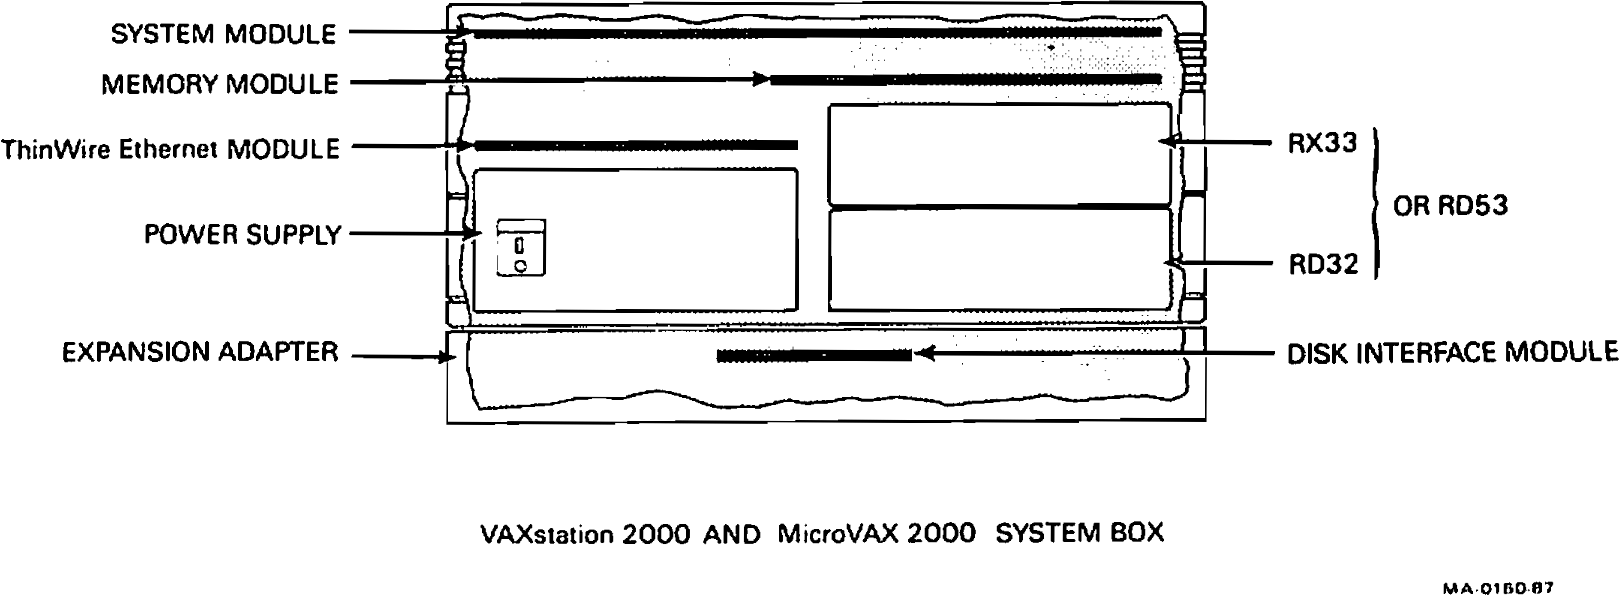 SYSTEM MODULE
MEMORY MODULE
ThinWire Ethernet MODULE
POWER SUPPLY
EXPANSION ADAPTER
RX33
OR RD53
RD32
DISK INTERFACE MODULE
VAXstation 2000 AND MicroVAX 2000 SYSTEM BOX
MA-0160-87